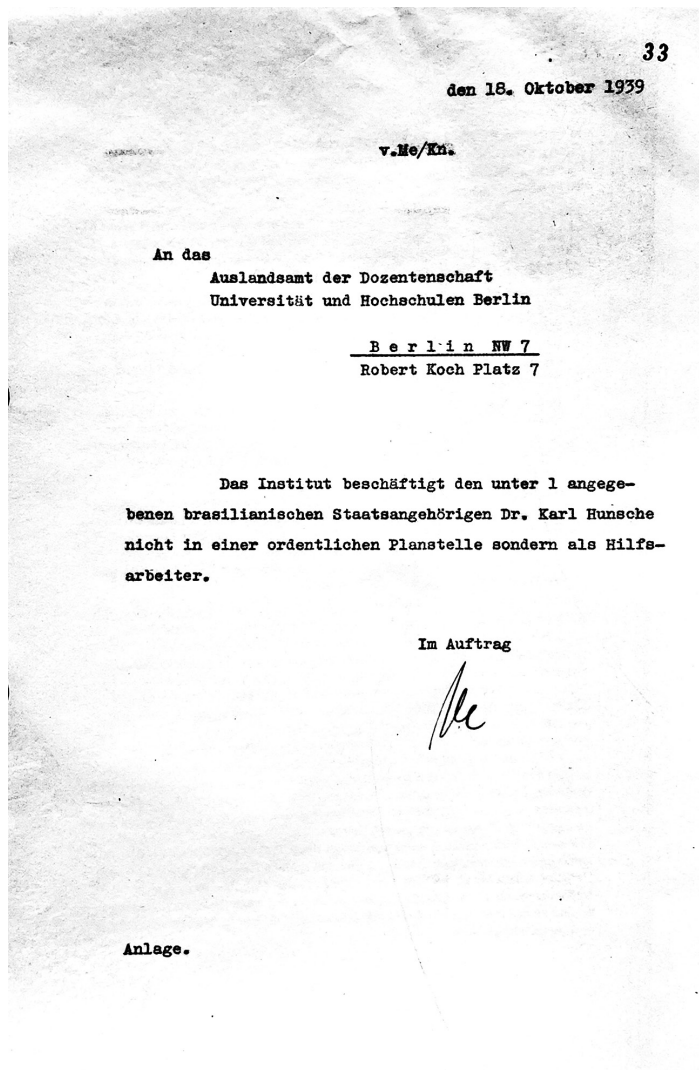 33
den 18. Oktober 1939
v.Me/Kn.
An das
Auslandsamt der Dozentenschaft
Universität und Hochschulen Berlin
B e r l i n NW 7
Robert Koch Platz 7
Das Institut beschäftigt den unter 1 angege-
benen brasilianischen Staatsangehörigen Dr. Karl Hunsche
nicht in einer ordentlichen Planstelle sondern als Hilfs-
arbeiter.
Im Auftrag
Anlage.